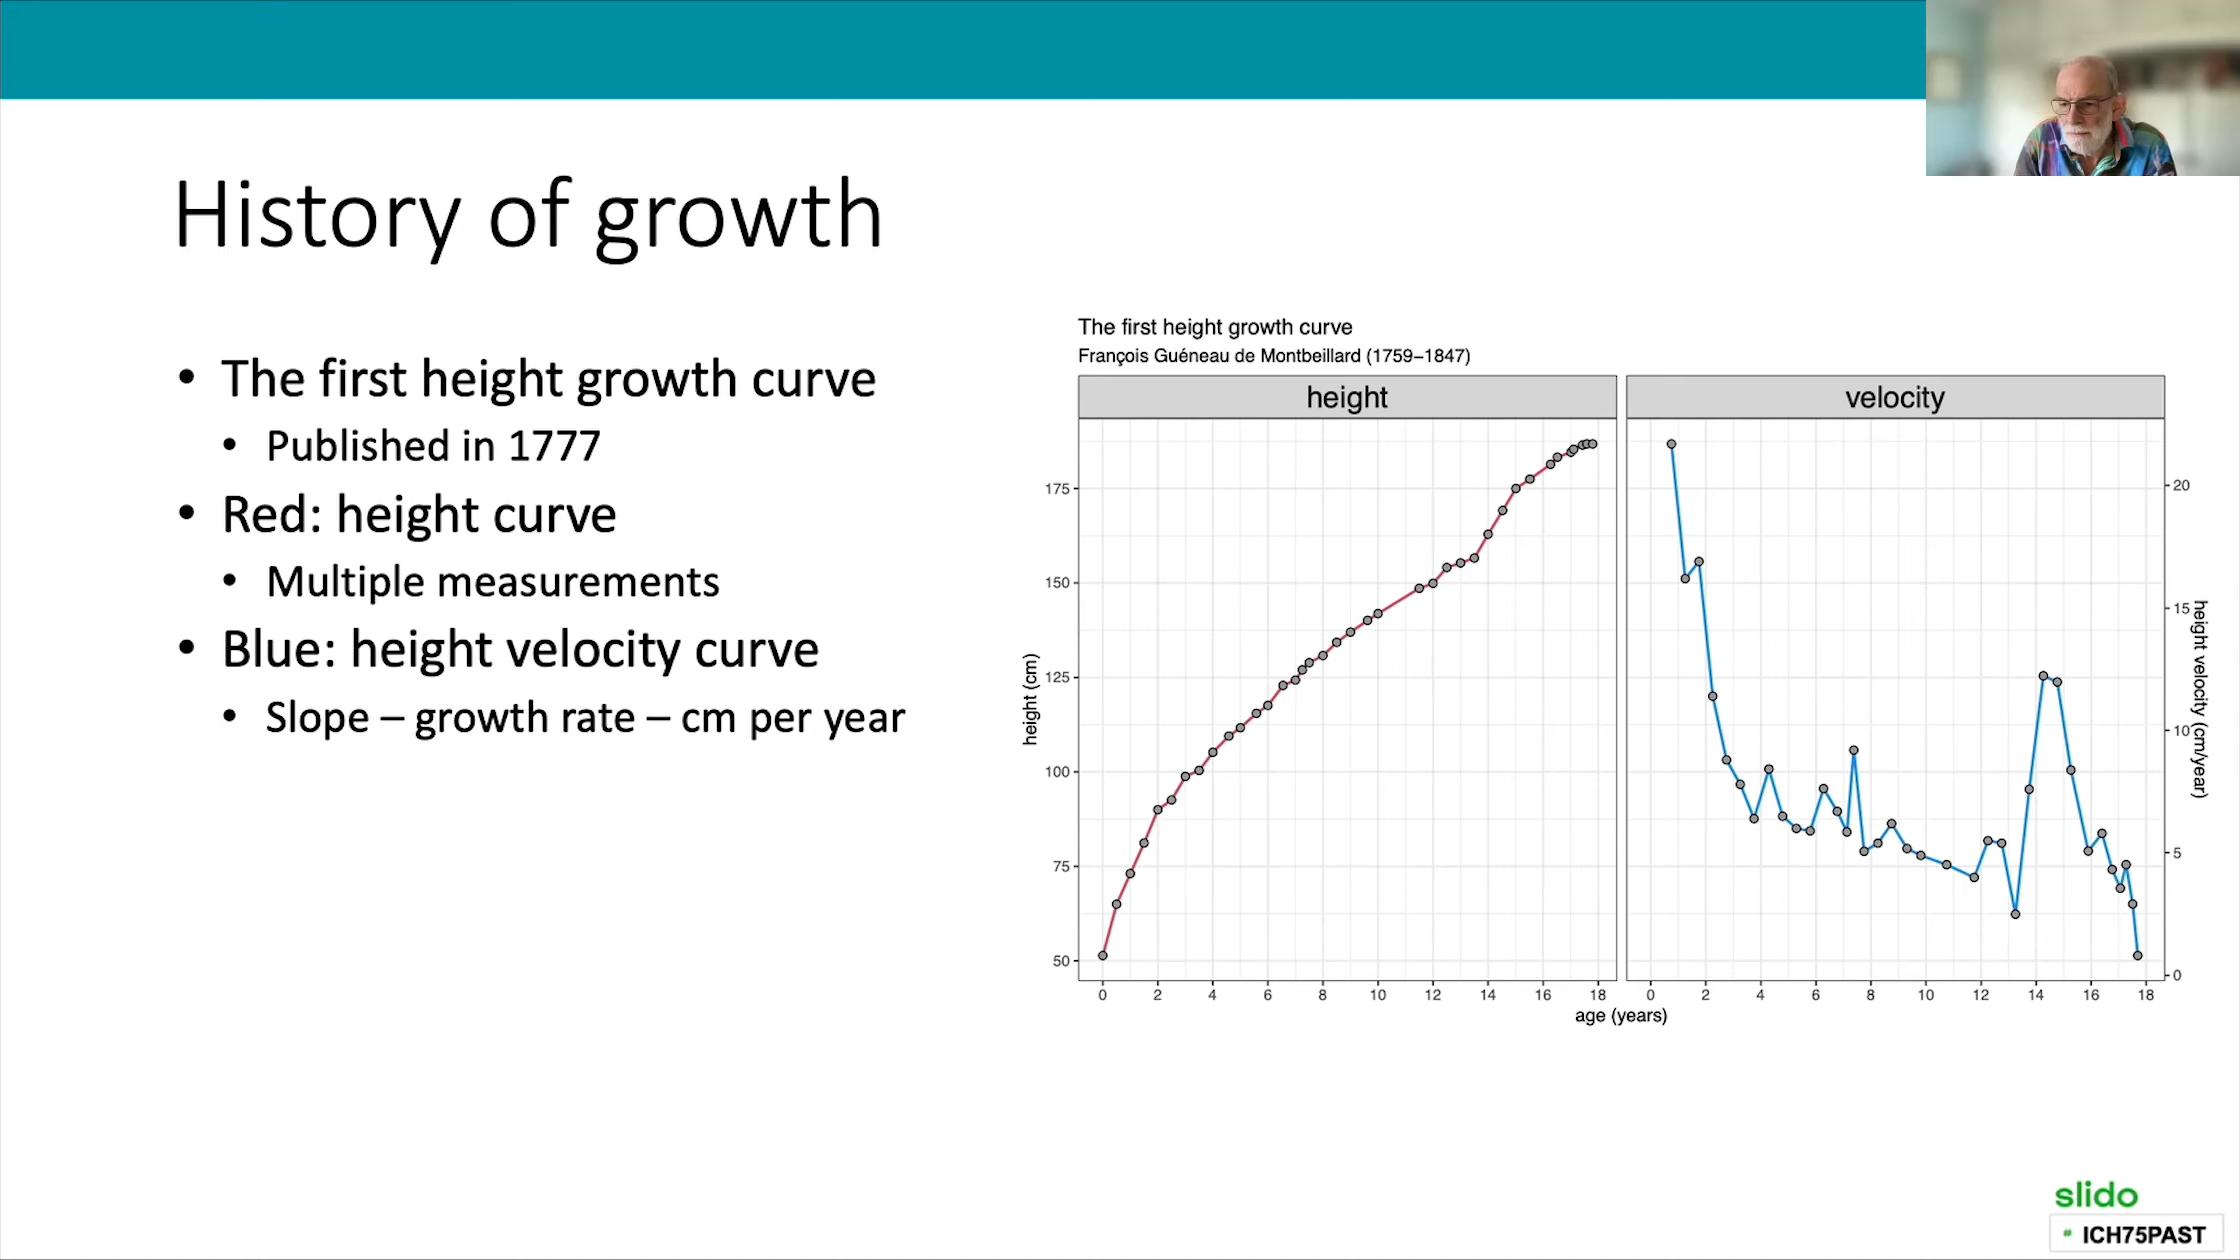 History of growth
• The first height growth curve
• Published in 1777
• Red: height curve
• Multiple measurements
• Blue: height velocity curve
• Slope – growth rate – cm per year
The first height growth curve
François Guéneau de Montbeillard (1759–1847)
height
velocity
height (cm)
175
150
125
100
75
50
20
15
10
5
0
height velocity (cm/year)
0 2 4 6 8 10 12 14 16 18
0 2 4 6 8 10 12 14 16 18
age (years)
slido
# ICH75PAST